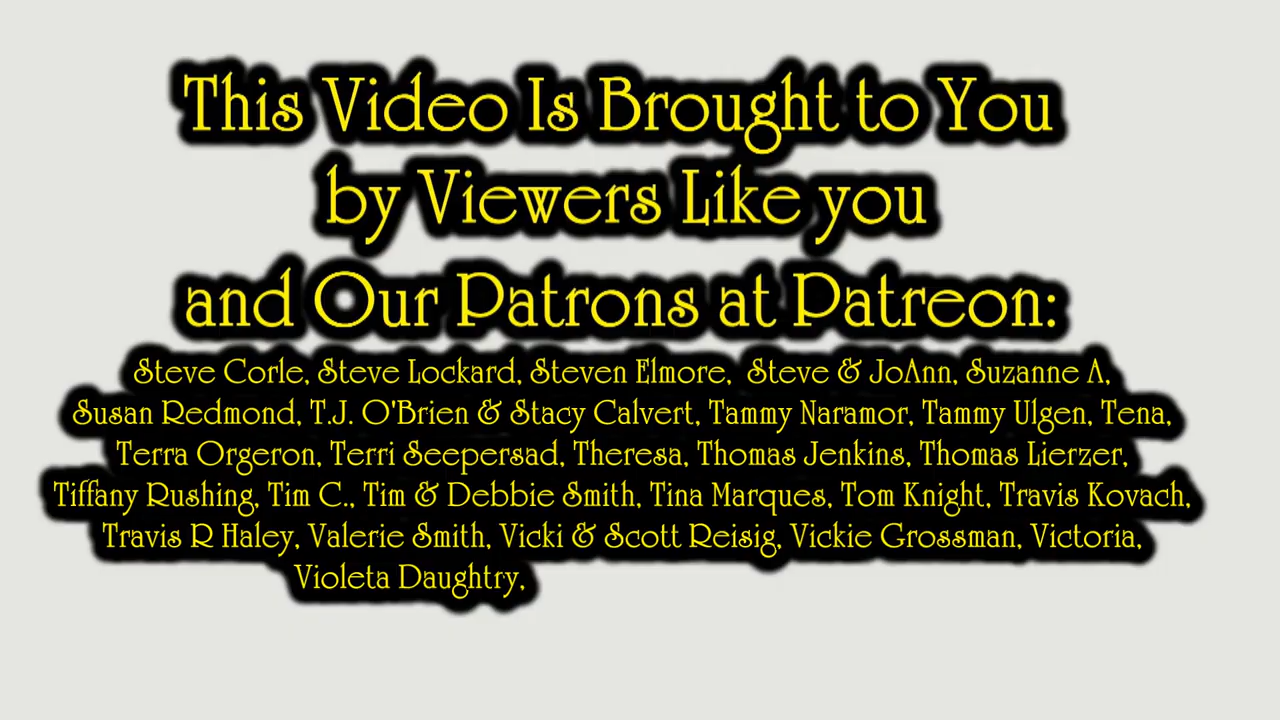 This Video Is Brought to You
by Viewers Like you
and Our Patrons at Patreon:
Steve Corle, Steve Lockard, Steven Elmore, Steve & JoAnn, Suzanne A,
Susan Redmond, T.J. O'Brien & Stacy Calvert, Tammy Naramor, Tammy Ulgen, Tena,
Terra Orgeron, Terri Seepersad, Theresa, Thomas Jenkins, Thomas Lierzer,
Tiffany Rushing, Tim C., Tim & Debbie Smith, Tina Marques, Tom Knight, Travis Kovach,
Travis R Haley, Valerie Smith, Vicki & Scott Reisig, Vickie Grossman, Victoria,
Violeta Daughtry,